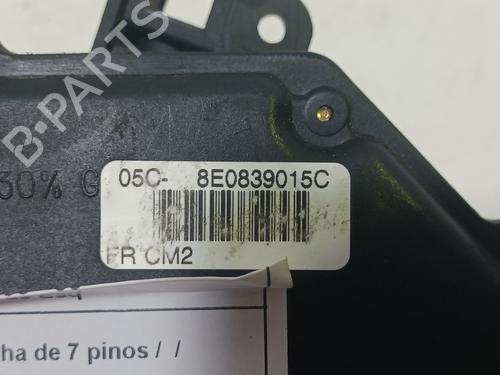 B-PARTS
30% G
05C- 8E0839015C
FR CM2
ha de 7 pinos / /